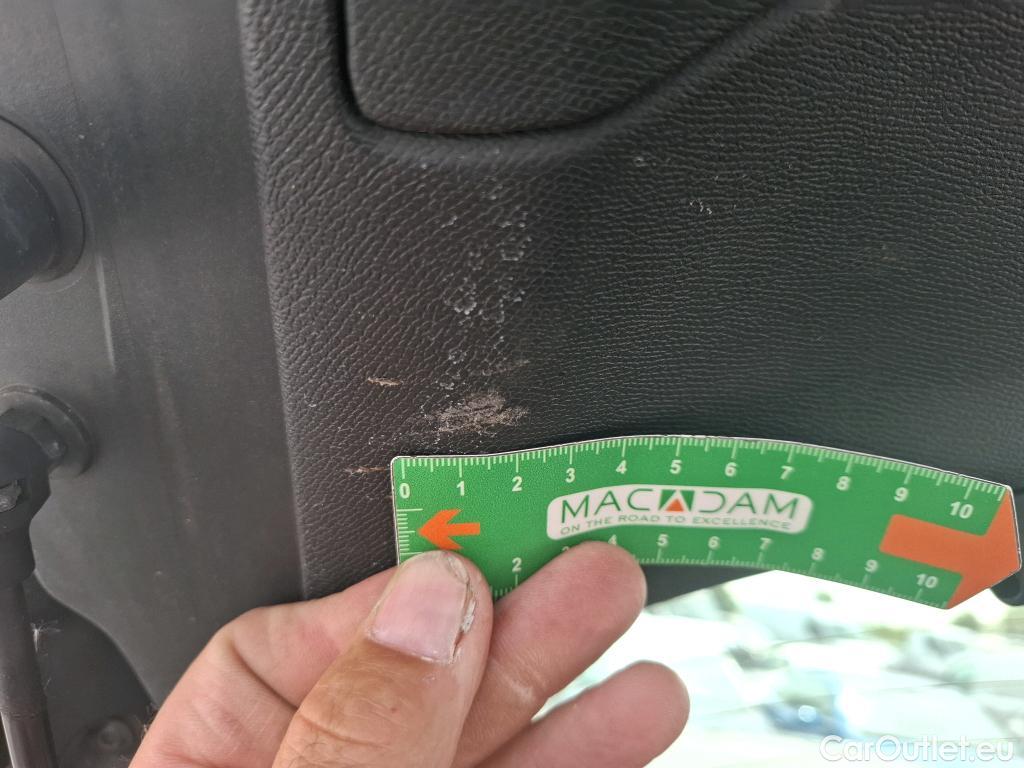 0 1 2 3 4 5 6 7 8 9 10
MACADAM
ON THE ROAD TO EXCELLENCE
2 3 4 5 6 7 8 9 10
CarOutlet.eu